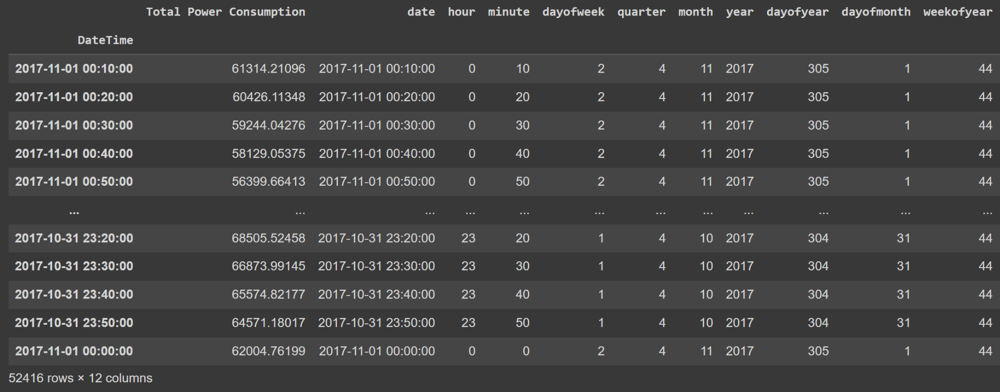 Total Power Consumption date hour minute dayofweek quarter month year dayofyear dayofmonth weekofyear
DateTime
2017-11-01 00:10:00 61314.21096 2017-11-01 00:10:00 0 10 2 4 11 2017 305 1 44
2017-11-01 00:20:00 60426.11348 2017-11-01 00:20:00 0 20 2 4 11 2017 305 1 44
2017-11-01 00:30:00 59244.04276 2017-11-01 00:30:00 0 30 2 4 11 2017 305 1 44
2017-11-01 00:40:00 58129.05375 2017-11-01 00:40:00 0 40 2 4 11 2017 305 1 44
2017-11-01 00:50:00 56399.66413 2017-11-01 00:50:00 0 50 2 4 11 2017 305 1 44
... ... ... ... ... ... ... ... ... ... ... ...
2017-10-31 23:20:00 68505.52458 2017-10-31 23:20:00 23 20 1 4 10 2017 304 31 44
2017-10-31 23:30:00 66873.99145 2017-10-31 23:30:00 23 30 1 4 10 2017 304 31 44
2017-10-31 23:40:00 65574.82177 2017-10-31 23:40:00 23 40 1 4 10 2017 304 31 44
2017-10-31 23:50:00 64571.18017 2017-10-31 23:50:00 23 50 1 4 10 2017 304 31 44
2017-11-01 00:00:00 62004.76199 2017-11-01 00:00:00 0 0 2 4 11 2017 305 1 44
52416 rows × 12 columns